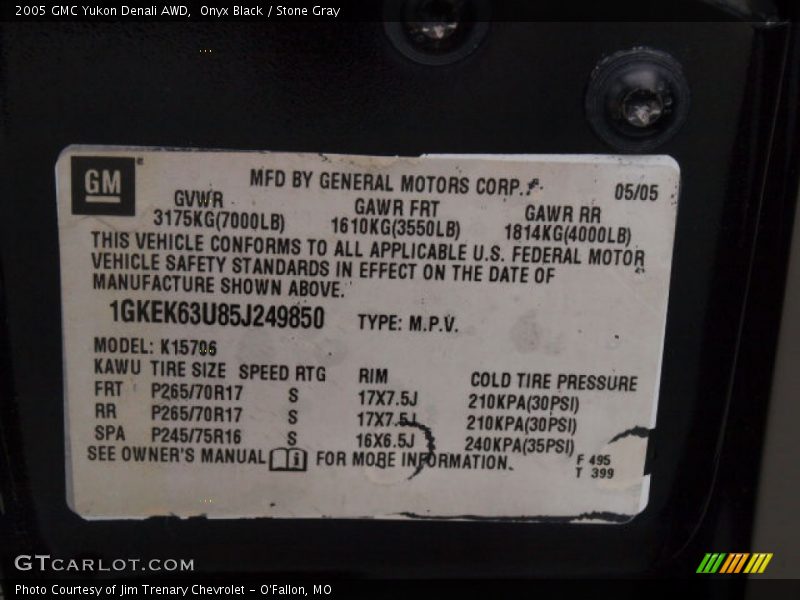 2005 GMC Yukon Denali AWD,  Onyx Black / Stone Gray
GM
MFD BY GENERAL MOTORS CORP.
05/05
GVWR GAWR FRT GAWR RR
3175KG(7000LB) 1610KG(3550LB) 1814KG(4000LB)
THIS VEHICLE CONFORMS TO ALL APPLICABLE U.S. FEDERAL MOTOR
VEHICLE SAFETY STANDARDS IN EFFECT ON THE DATE OF
MANUFACTURE SHOWN ABOVE.
1GKEK63U85J249850 TYPE: M.P.V.
MODEL: K15706
KAWU TIRE SIZE SPEED RTG RIM COLD TIRE PRESSURE
FRT P265/70R17 S 17X7.5J 210KPA(30PSI)
RR P265/70R17 S 17X7.5J 210KPA(30PSI)
SPA P245/75R16 S 16X6.5J 240KPA(35PSI)
SEE OWNER'S MANUAL i FOR MORE INFORMATION.
F 495
T 399
GTCARLOT.COM
Photo Courtesy of Jim Trenary Chevrolet - O'Fallon, MO